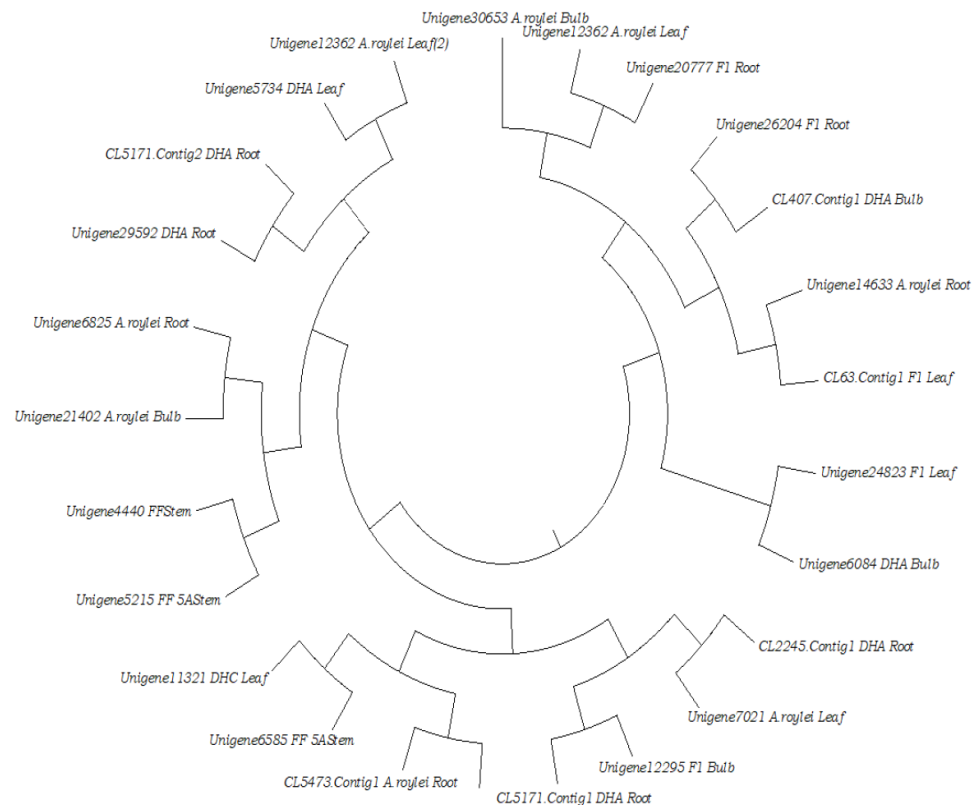 Unigene30653 A.roylei Bulb
Unigene12362 A.roylei Leaf
Unigene12362 A.roylei Leaf(2)
Unigene20777 F1 Root
Unigene5734 DHA Leaf
Unigene26204 F1 Root
CL5171.Contig2 DHA Root
CL407.Contig1 DHA Bulb
Unigene29592 DHA Root
Unigene14633 A.roylei Root
Unigene6825 A.roylei Root
CL63.Contig1 F1 Leaf
Unigene21402 A.roylei Bulb
Unigene24823 F1 Leaf
Unigene4440 FFStem
Unigene6084 DHA Bulb
Unigene5215 FF 5AStem
CL2245.Contig1 DHA Root
Unigene11321 DHC Leaf
Unigene7021 A.roylei Leaf
Unigene6585 FF 5AStem
Unigene12295 F1 Bulb
CL5473.Contig1 A.roylei Root
CL5171.Contig1 DHA Root